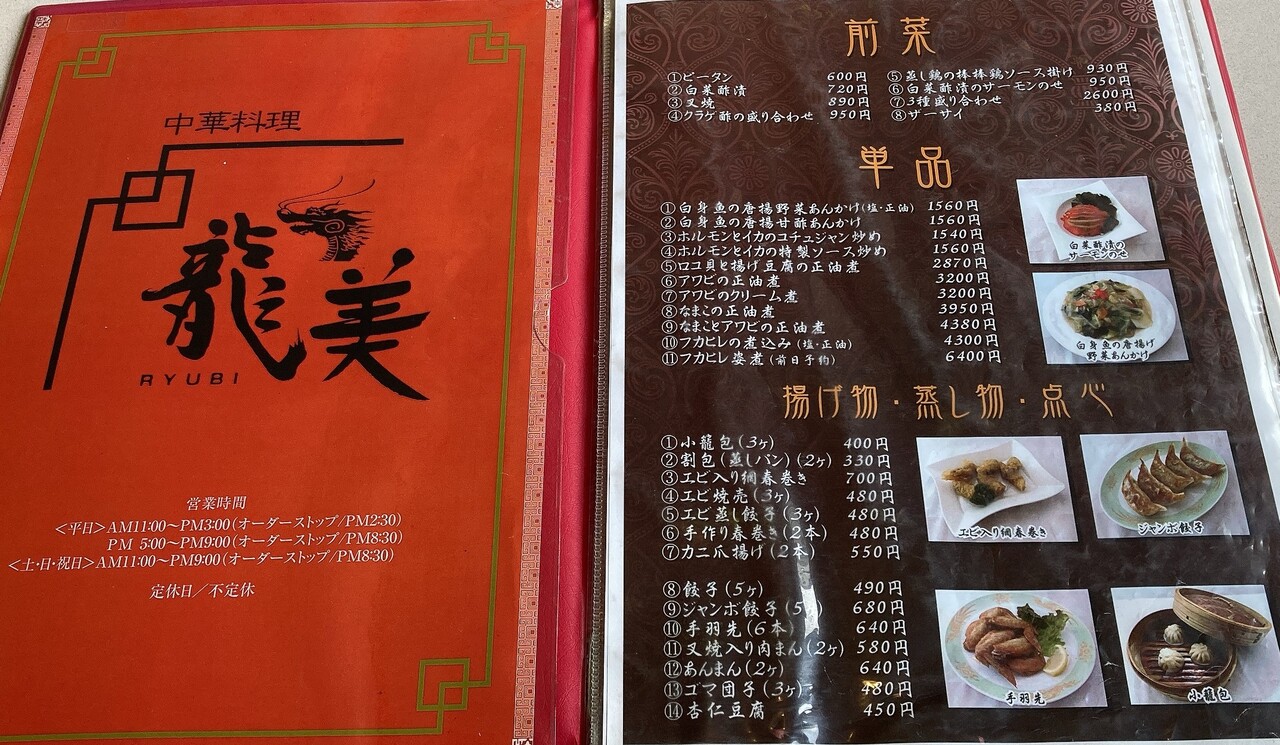 中華料理
龍美
RYUBI
営業時間
<平日>AM11:00~PM3:00(オーダーストップ/PM2:30)
PM 5:00~PM9:00(オーダーストップ/PM8:30)
<土・日・祝日>AM11:00~PM9:00(オーダーストップ/PM8:30)
定休日/不定休
前菜
①ピータン 600円
②白菜酢漬 720円
③叉焼 890円
④クラゲ酢の盛り合わせ 950円
⑤蒸し鶏の棒棒鶏ソース掛け 930円
⑥白菜酢漬のサーモンのせ 950円
⑦3種盛り合わせ 2600円
⑧ザーサイ 380円
単品
①白身魚の唐揚野菜あんかけ(塩・正油) 1560円
②白身魚の唐揚甘酢あんかけ 1560円
③ホルモンとイカのコチュジャン炒め 1540円
④ホルモンとイカの特製ソース炒め 1560円
⑤ロコ貝と揚げ豆腐の正油煮 2870円
⑥アワビの正油煮 3200円
⑦アワビのクリーム煮 3200円
⑧なまこの正油煮 3950円
⑨なまことアワビの正油煮 4380円
⑩フカヒレの煮込み(塩・正油) 4300円
⑪フカヒレ姿煮(前日予約) 6400円
白菜酢漬の
サーモンのせ
白身魚の唐揚げ
野菜あんかけ
揚げ物・蒸し物・点心
①小籠包(3ヶ) 400円
②割包(蒸しパン)(2ヶ) 330円
③エビ入り網春巻き 700円
④エビ焼売(3ヶ) 480円
⑤エビ蒸し餃子(3ヶ) 480円
⑥手作り春巻き(2本) 480円
⑦カニ爪揚げ(2本) 550円
⑧餃子(5ヶ) 490円
⑨ジャンボ餃子(5ヶ) 680円
⑩手羽先(6本) 640円
⑪叉焼入り肉まん(2ヶ) 580円
⑫あんまん(2ヶ) 640円
⑬ゴマ団子(3ヶ) 480円
⑭杏仁豆腐 450円
エビ入り網春巻き
ジャンボ餃子
手羽先
小籠包